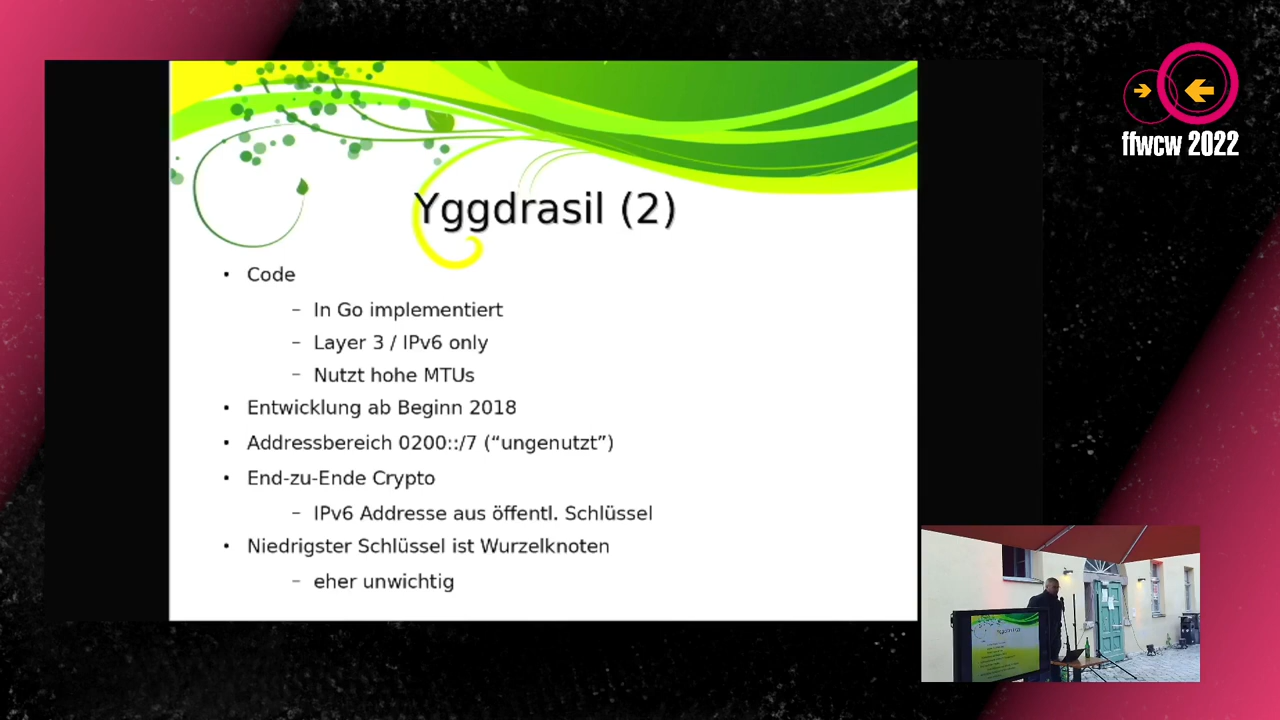 ffwcw 2022
Yggdrasil (2)
• Code
– In Go implementiert
– Layer 3 / IPv6 only
– Nutzt hohe MTUs
• Entwicklung ab Beginn 2018
• Addressbereich 0200::/7 (“ungenutzt”)
• End-zu-Ende Crypto
– IPv6 Addresse aus öffentl. Schlüssel
• Niedrigster Schlüssel ist Wurzelknoten
– eher unwichtig